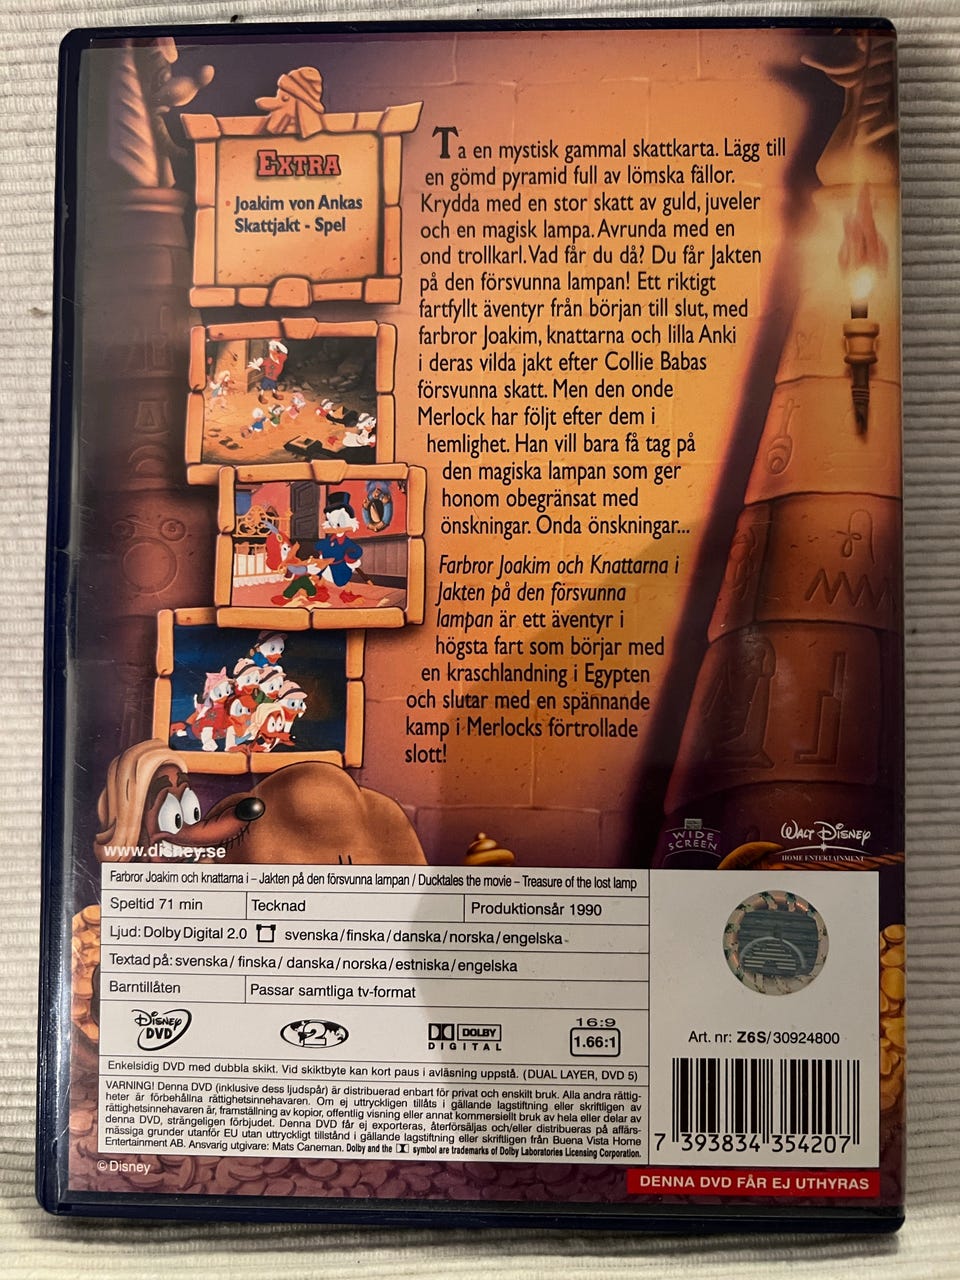 EXTRA
• Joakim von Ankas
Skattjakt - Spel
Ta en mystisk gammal skattkarta. Lägg till
en gömd pyramid full av lömska fällor.
Krydda med en stor skatt av guld, juveler
och en magisk lampa. Avrunda med en
ond trollkarl. Vad får du då? Du får Jakten
på den försvunna lampan! Ett riktigt
fartfyllt äventyr från början till slut, med
farbror Joakim, knattarna och lilla Anki
i deras vilda jakt efter Collie Babas
försvunna skatt. Men den onde
Merlock har följt efter dem i
hemlighet. Han vill bara få tag på
den magiska lampan som ger
honom obegränsat med
önskningar. Onda önskningar...
Farbror Joakim och Knattarna i
Jakten på den försvunna
lampan är ett äventyr i
högsta fart som börjar med
en kraschlandning i Egypten
och slutar med en spännande
kamp i Merlocks förtrollade
slott!
www.disney.se
WIDE
SCREEN
WALT DISNEY
HOME ENTERTAINMENT
Farbror Joakim och knattarna i – Jakten på den försvunna lampan / Ducktales the movie – Treasure of the lost lamp
Speltid 71 min Tecknad Produktionsår 1990
Ljud: Dolby Digital 2.0 svenska/finska/danska/norska/engelska
Textad på: svenska/ finska/ danska/norska/estniska/engelska
Barntillåten Passar samtliga tv-format
DISNEY
DVD
2
DOLBY
DIGITAL
16:9
1.66:1
Art. nr: Z6S/30924800
Enkelsidig DVD med dubbla skikt. Vid skiktbyte kan kort paus i avläsning uppstå. (DUAL LAYER, DVD 5)
VARNING! Denna DVD (inklusive dess ljudspår) är distribuerad enbart för privat och enskilt bruk. Alla andra rättig-
heter är förbehållna rättighetsinnehavaren. Om ej uttryckligen tillåts i gällande lagstiftning eller skriftligen av
rättighetsinnehavaren är, framställning av kopior, offentlig visning eller annat kommersiellt bruk av hela eller delar av
denna DVD, strängeligen förbjudet. Denna DVD får ej exporteras, återförsäljas och/eller distribueras på affärs-
mässiga grunder utanför EU utan uttryckligt tillstånd i gällande lagstiftning eller skriftligen från Buena Vista Home
Entertainment AB. Ansvarig utgivare: Mats Caneman. Dolby and the symbol are trademarks of Dolby Laboratories Licensing Corporation.
7 393834 354207
© Disney
DENNA DVD FÅR EJ UTHYRAS